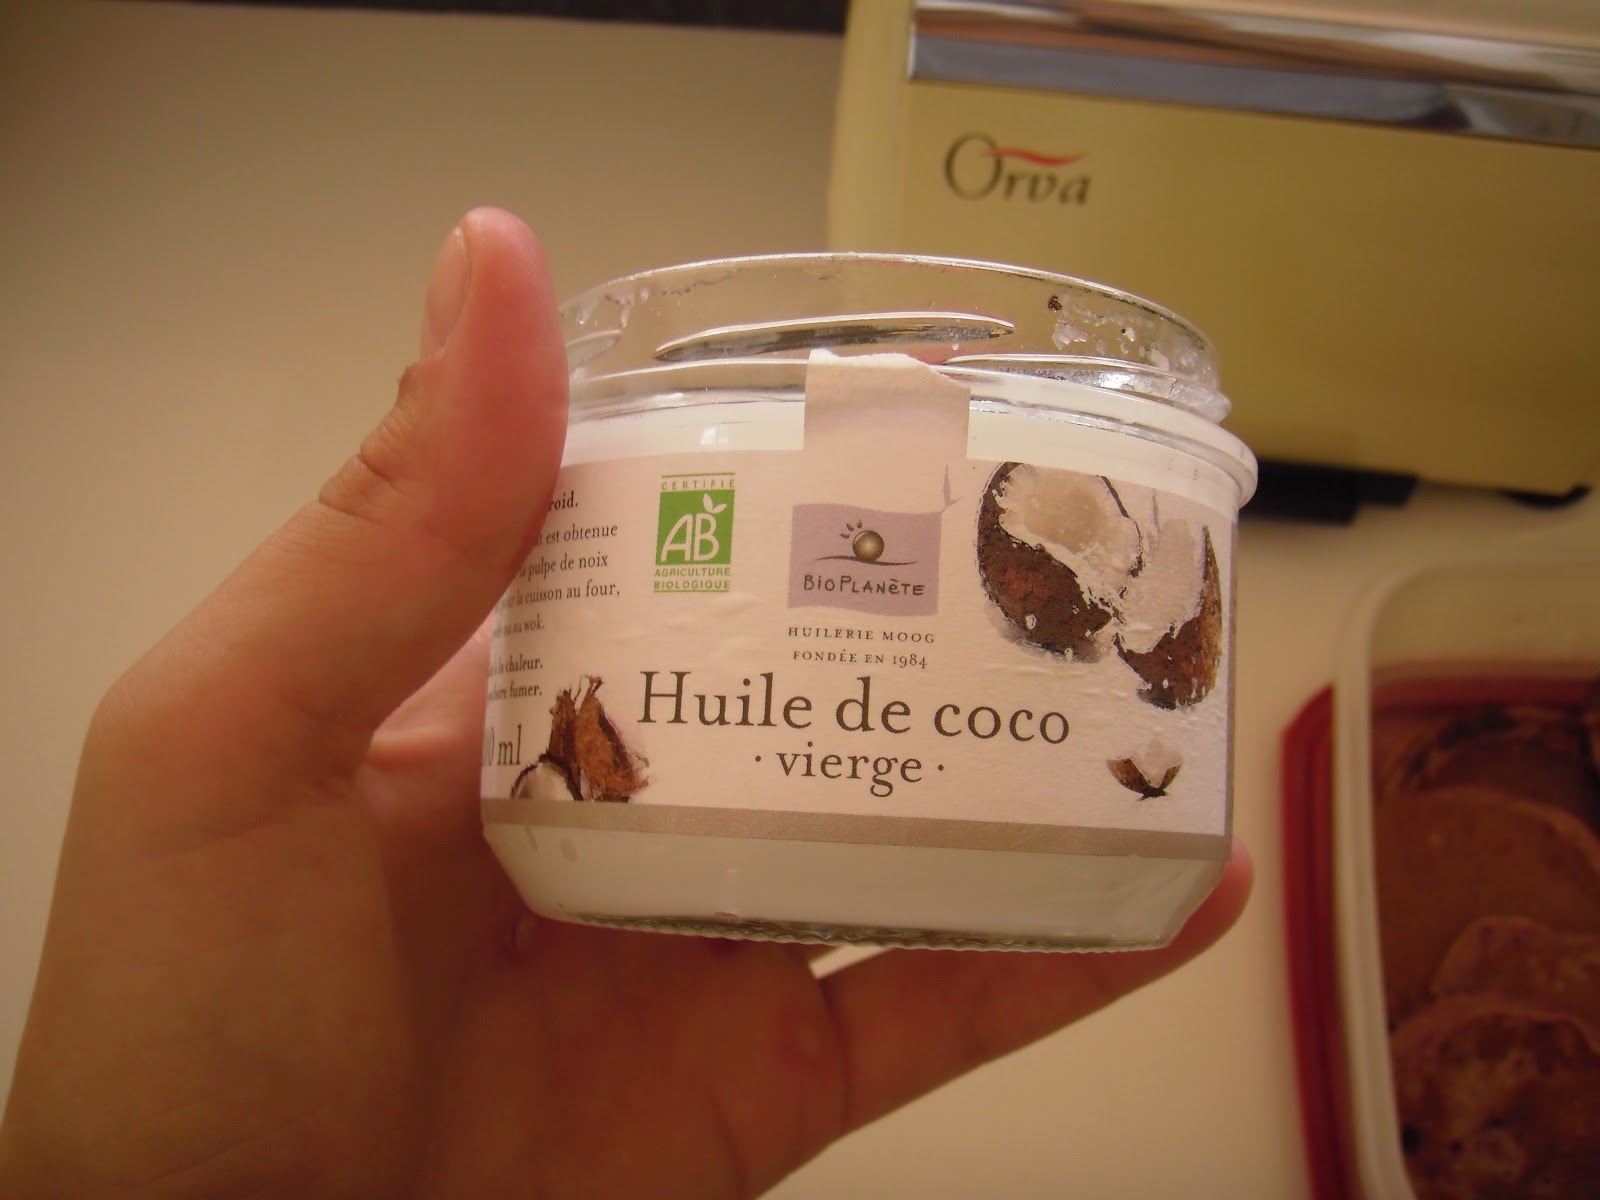 Orva
CERTIFIÉ
AB
AGRICULTURE
BIOLOGIQUE
BIOPLANÈTE
HUILERIE MOOG
FONDÉE EN 1984
Huile de coco
· vierge ·
est obtenue
pulpe de noix
la cuisson au four,
au wok.
à la chaleur.
faire fumer.
ml